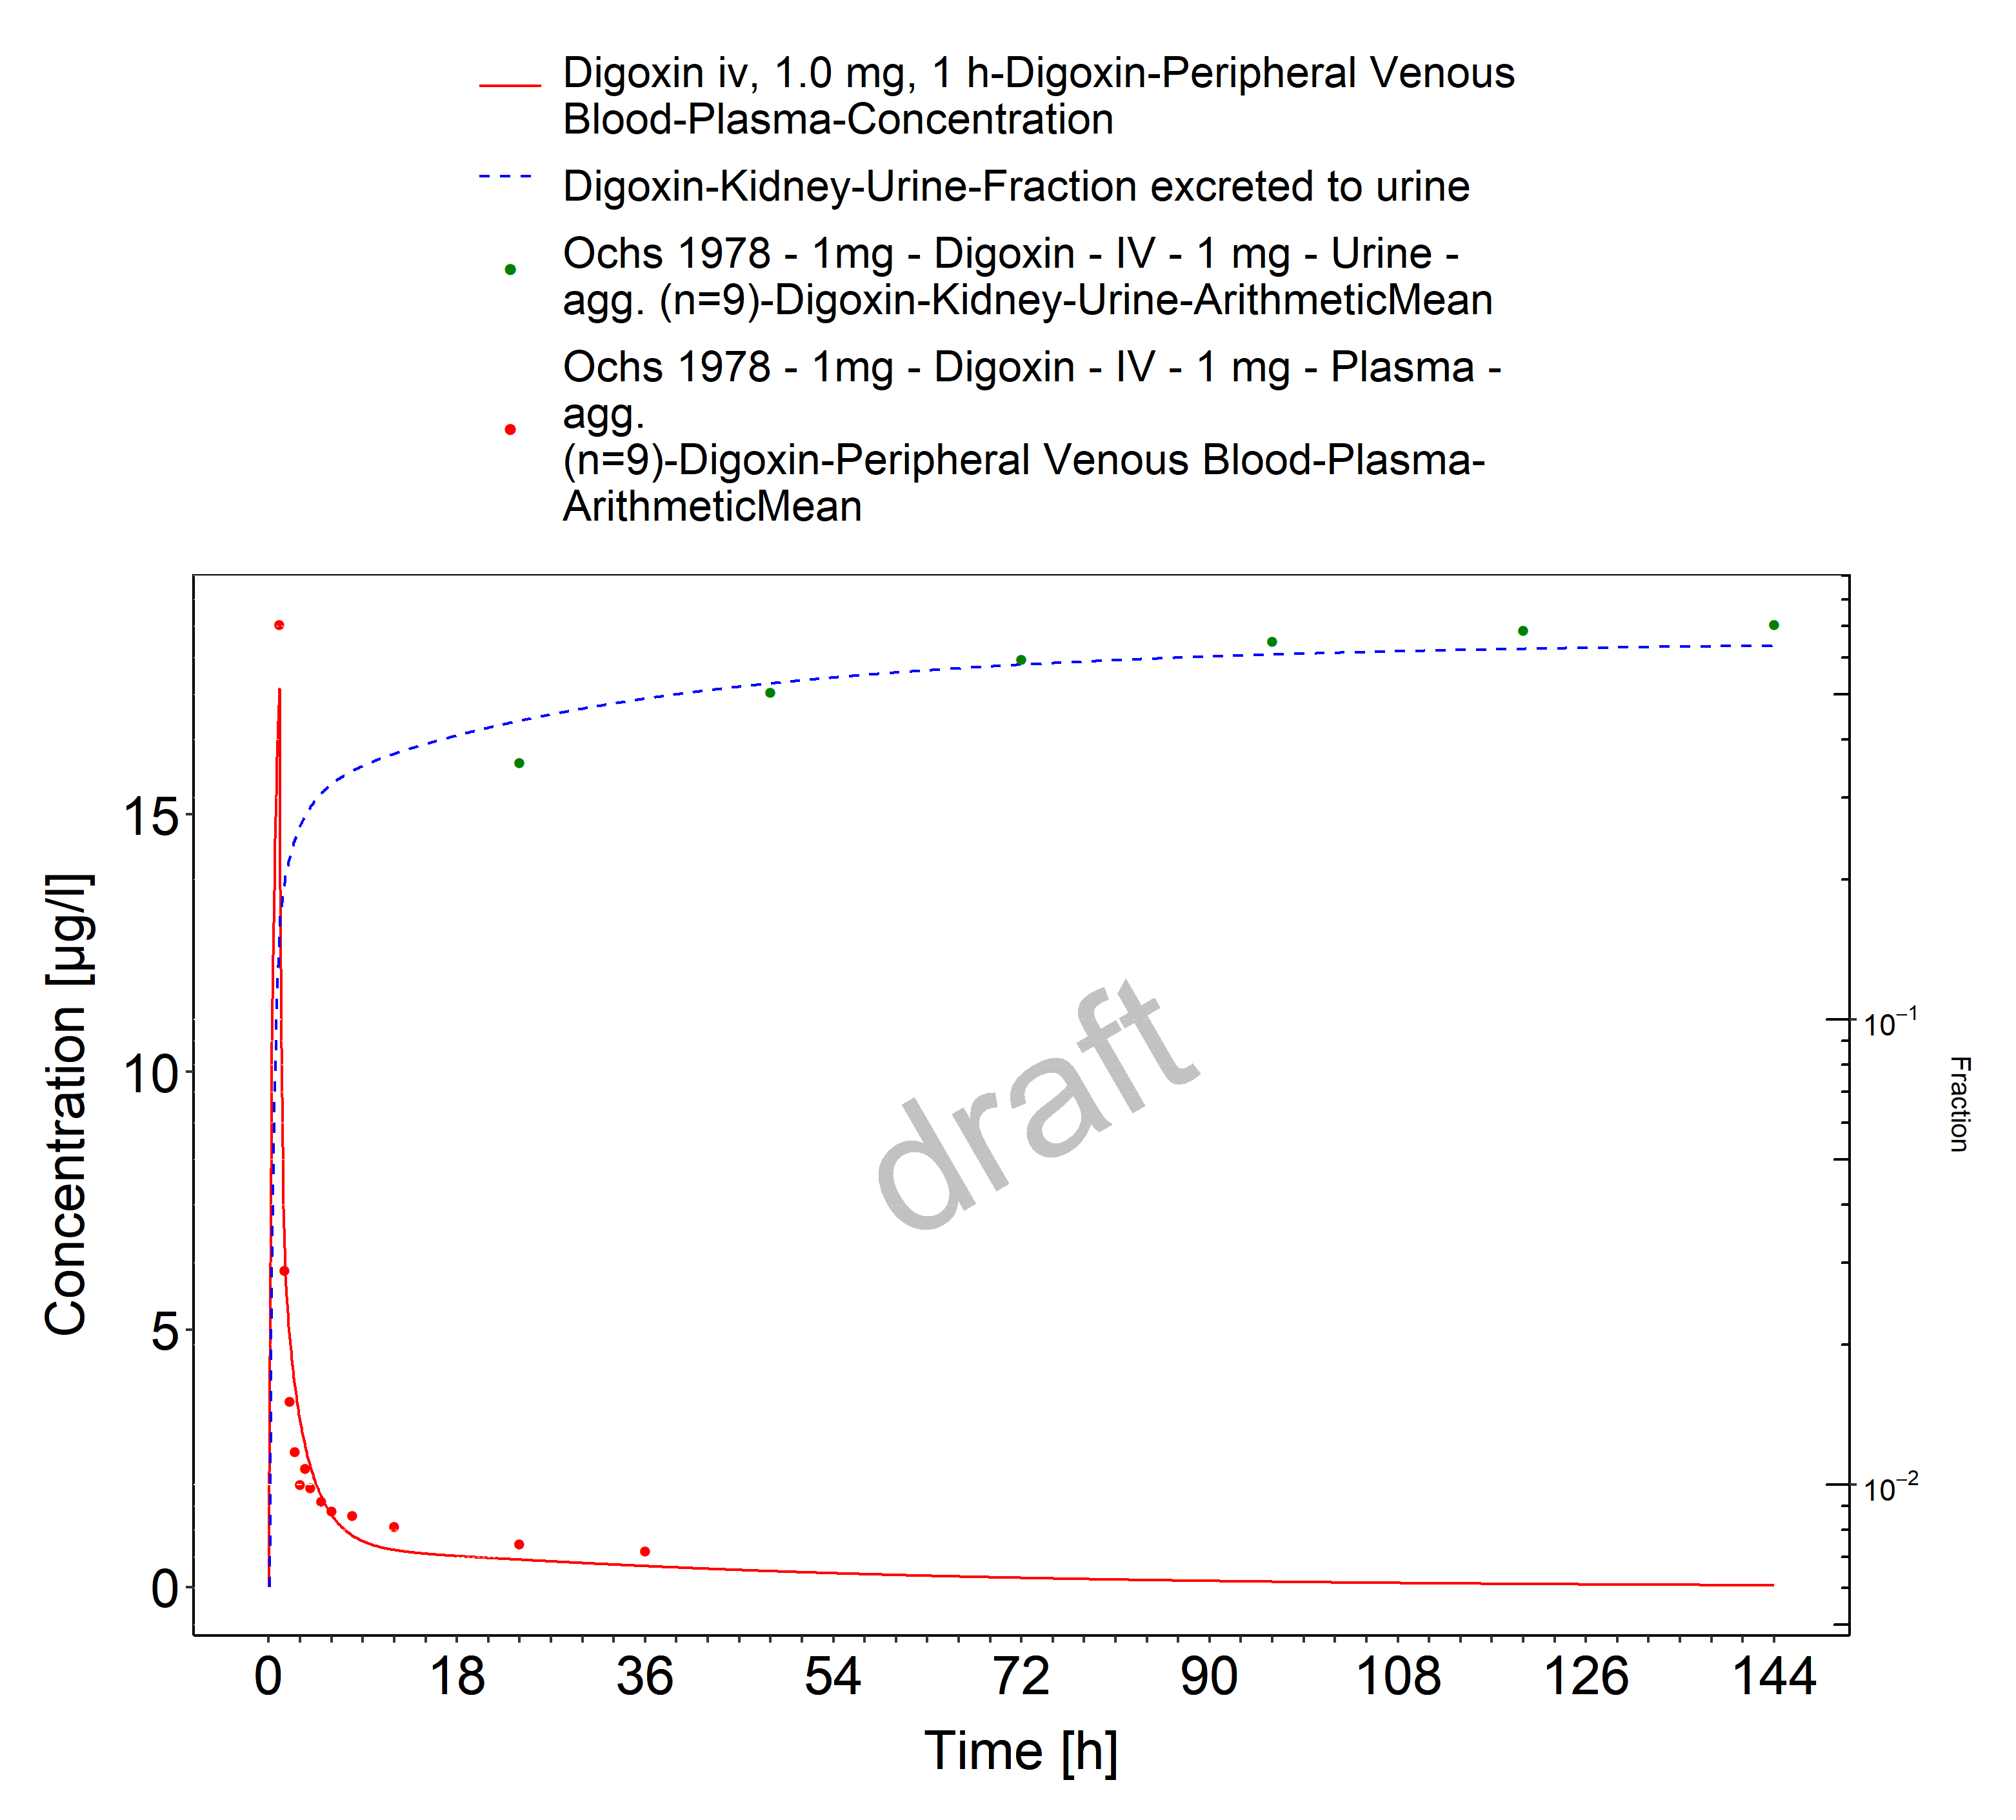 Digoxin iv, 1.0 mg, 1 h-Digoxin-Peripheral Venous
Blood-Plasma-Concentration
Digoxin-Kidney-Urine-Fraction excreted to urine
Ochs 1978 - 1mg - Digoxin - IV - 1 mg - Urine -
agg. (n=9)-Digoxin-Kidney-Urine-ArithmeticMean
Ochs 1978 - 1mg - Digoxin - IV - 1 mg - Plasma -
agg.
(n=9)-Digoxin-Peripheral Venous Blood-Plasma-
ArithmeticMean
Concentration [µg/l]
15
10
5
0
draft
10⁻¹
10⁻²
Fraction
0 18 36 54 72 90 108 126 144
Time [h]